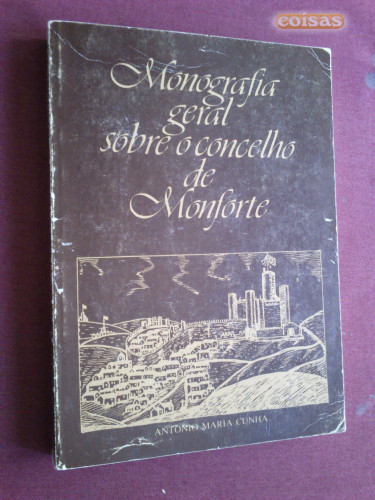 coisas
Monografia
geral
sobre o concelho
de
Monforte
ANTÓNIO MARIA CUNHA